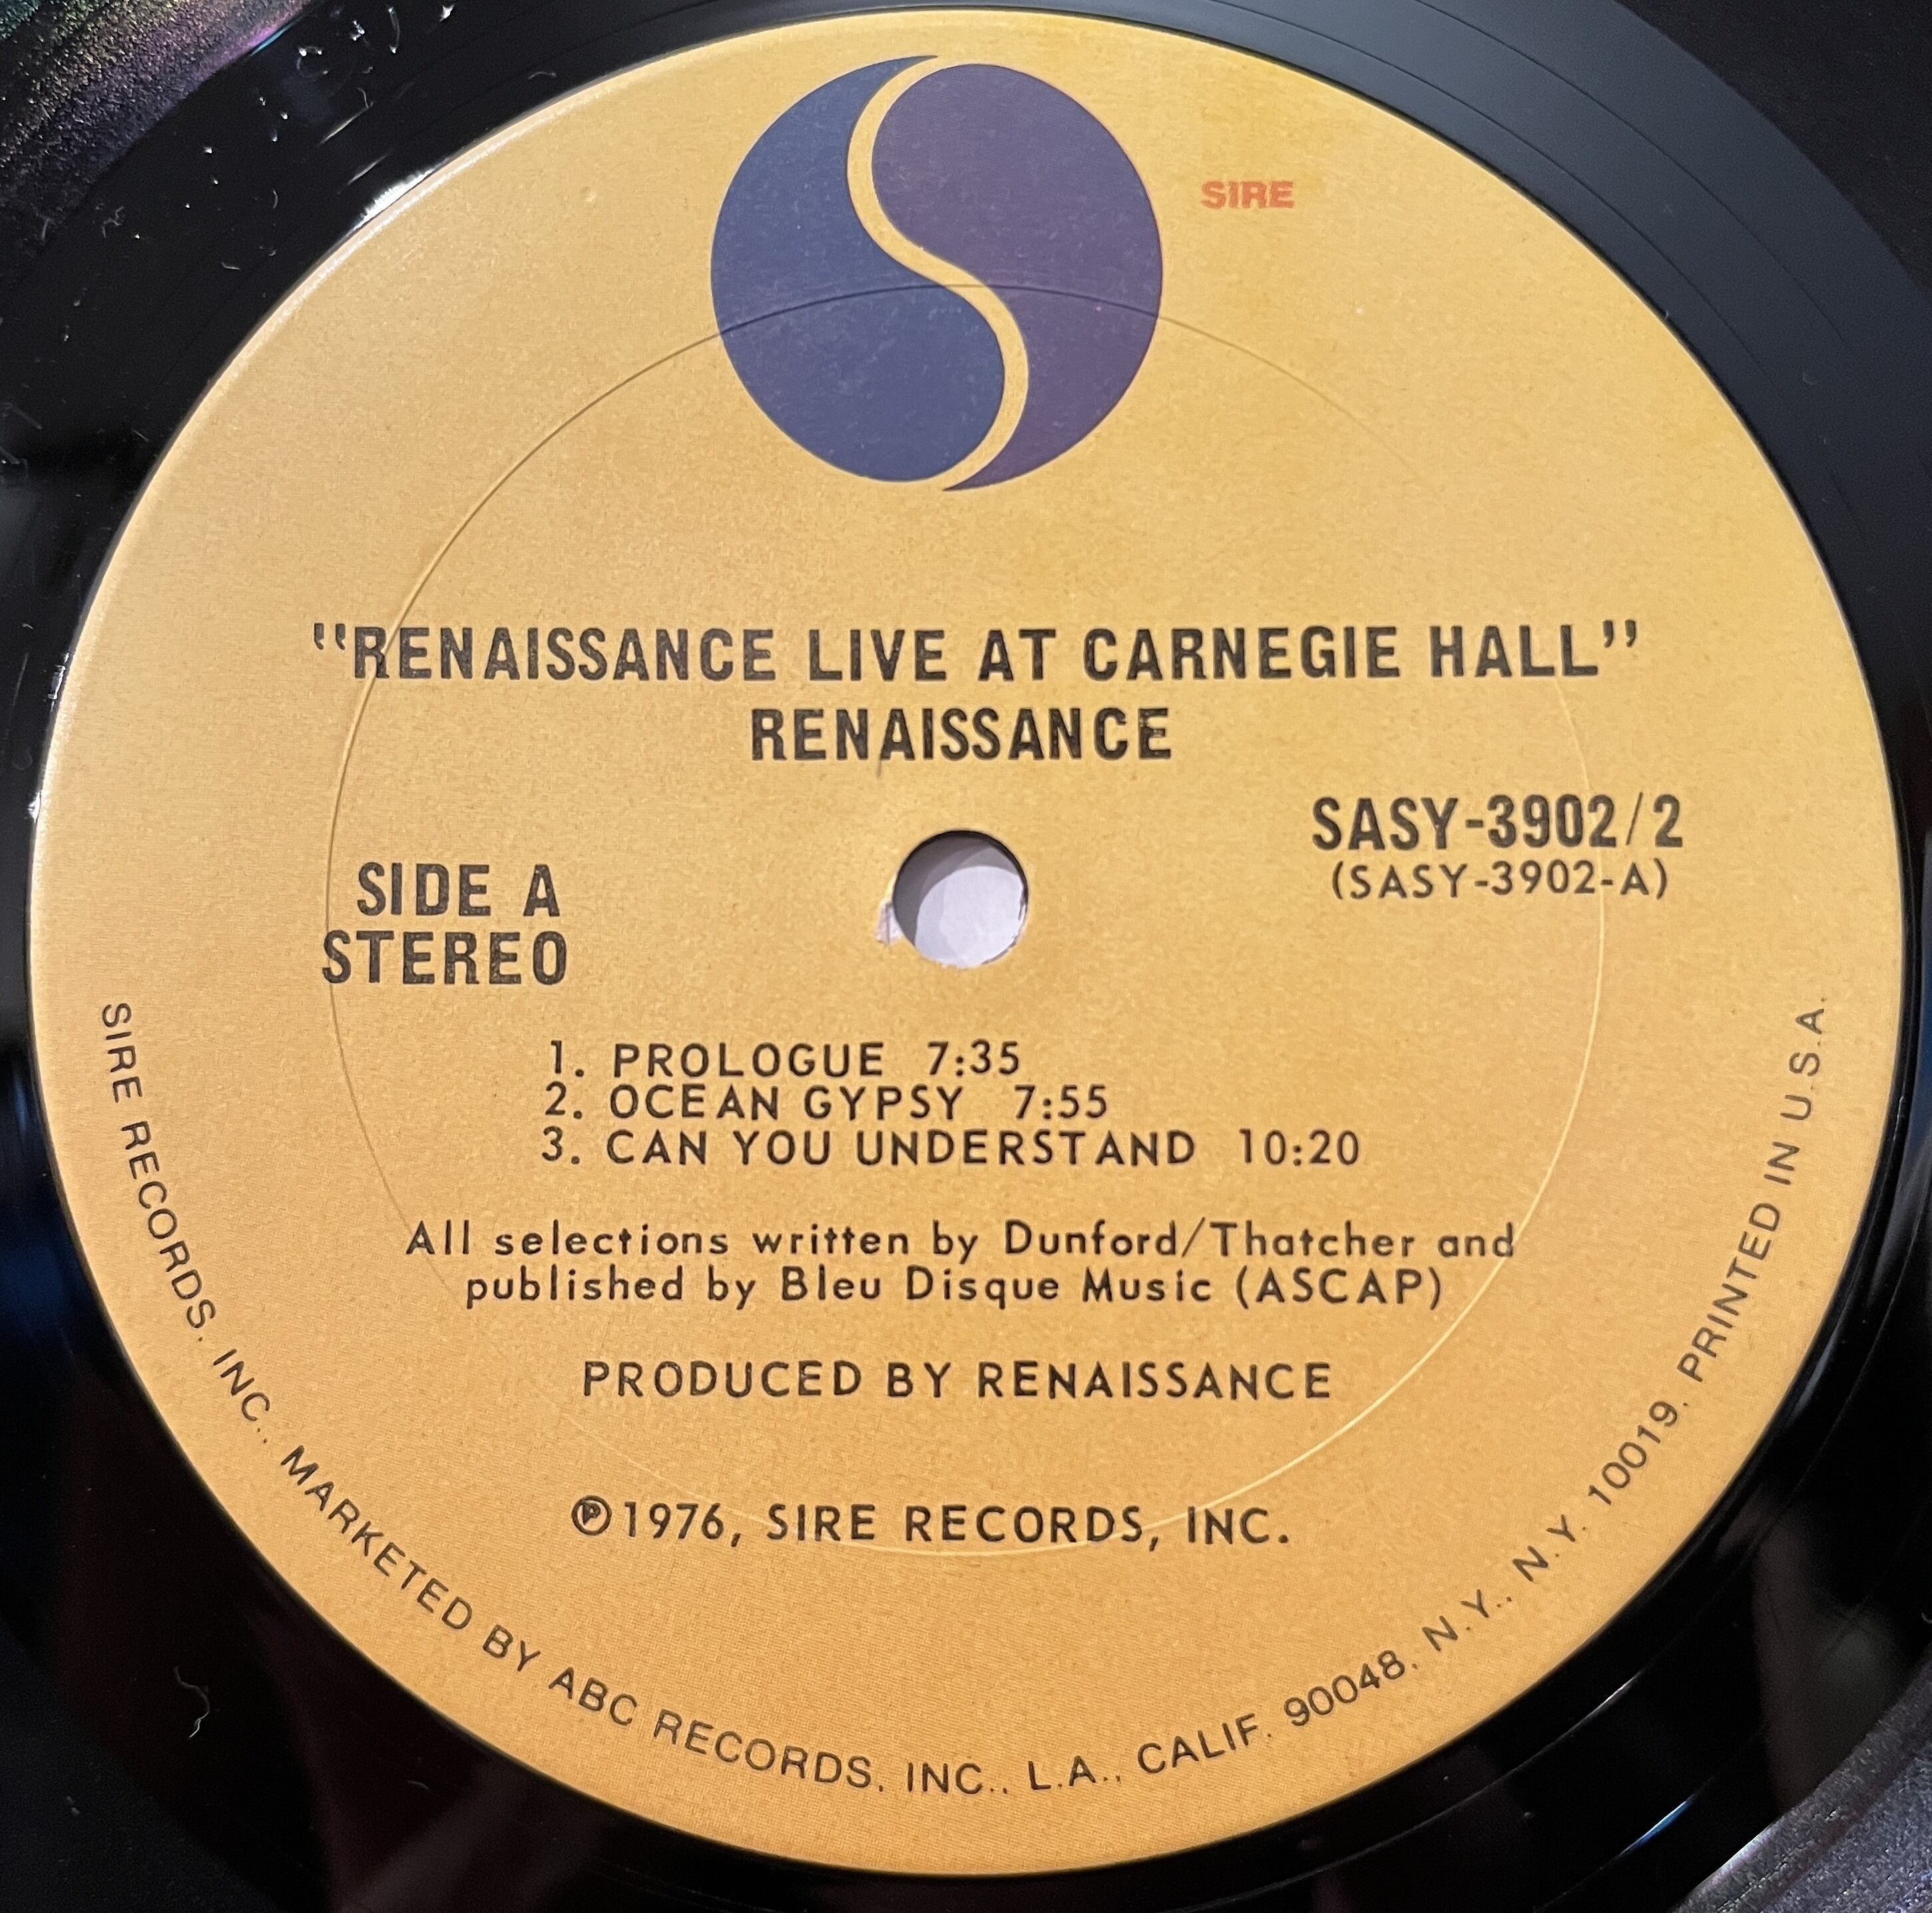 SIRE
"RENAISSANCE LIVE AT CARNEGIE HALL"
RENAISSANCE
SASY-3902/2
(SASY-3902-A)
SIDE A
STEREO
1. PROLOGUE 7:35
2. OCEAN GYPSY 7:55
3. CAN YOU UNDERSTAND 10:20
All selections written by Dunford/Thatcher and
published by Bleu Disque Music (ASCAP)
PRODUCED BY RENAISSANCE
℗1976, SIRE RECORDS, INC.
SIRE RECORDS, INC., MARKETED BY ABC RECORDS, INC., L.A., CALIF. 90048, N.Y., N.Y. 10019. PRINTED IN U.S.A.